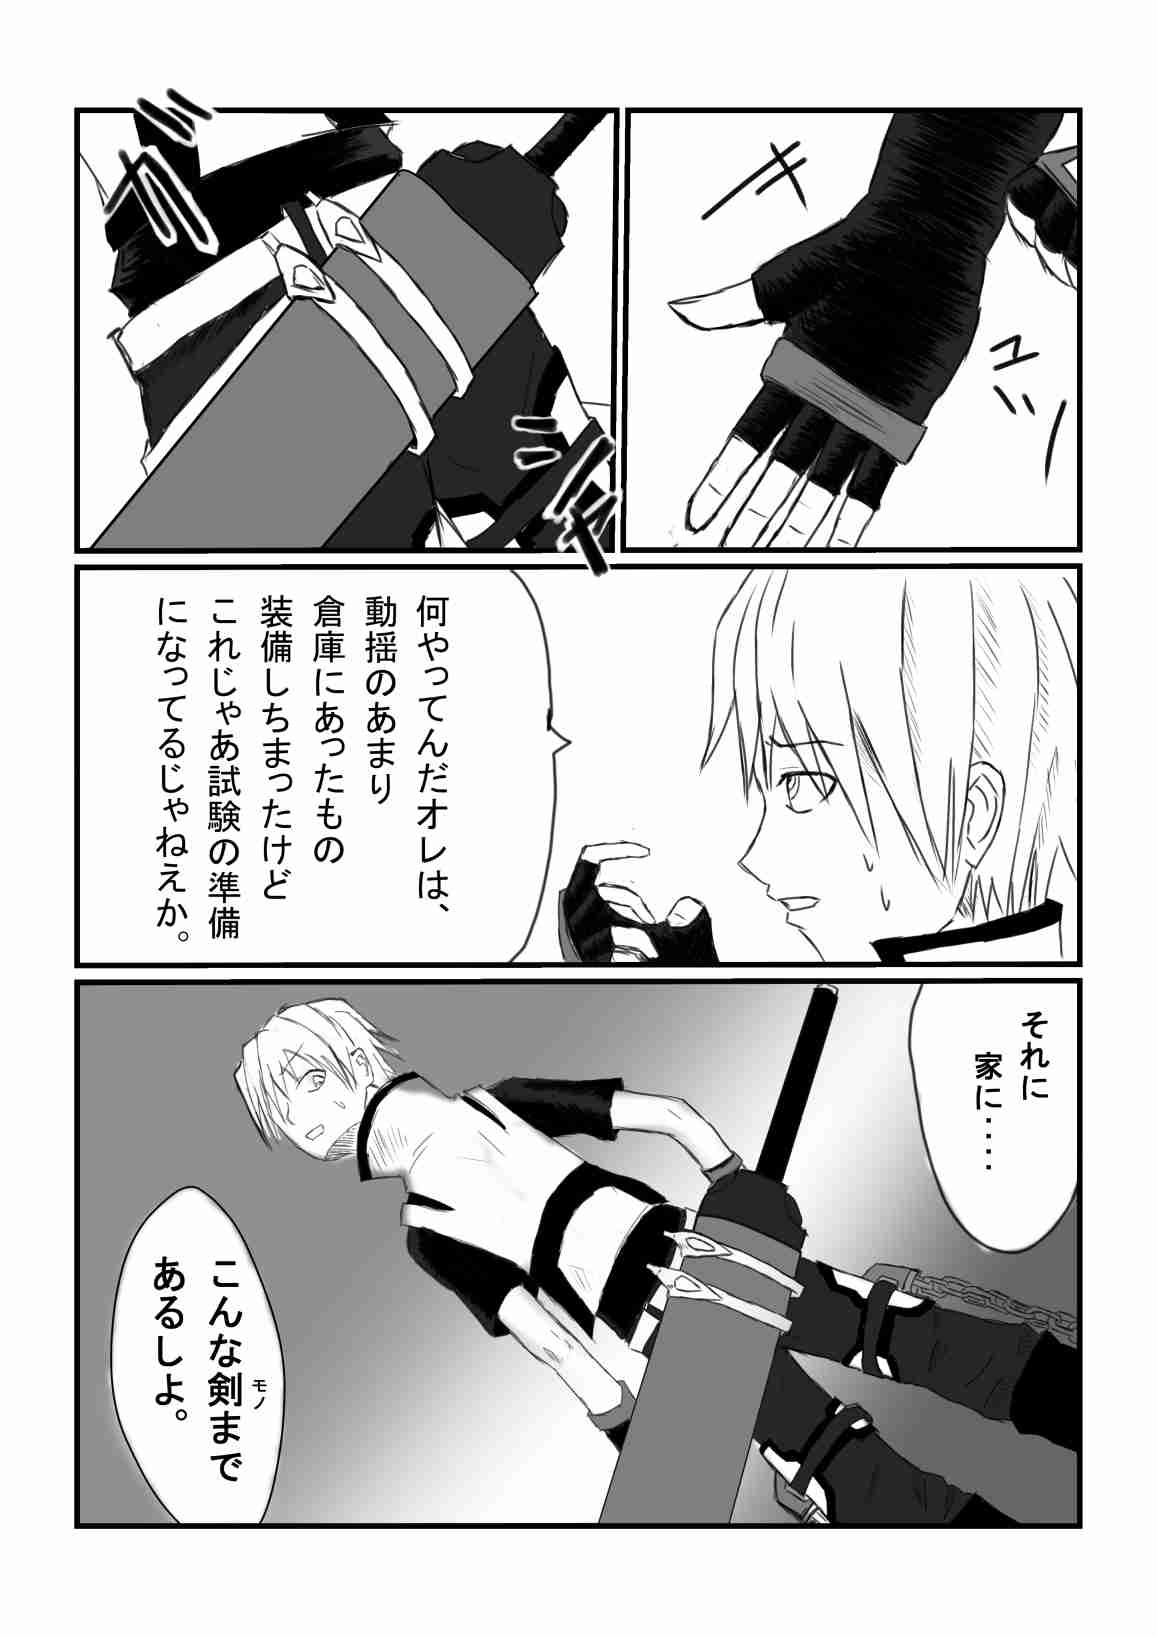 ギュッ
ガシャ
何やってんだオレは、
動揺のあまり
倉庫にあったもの
装備しちまったけど
これじゃあ試験の準備
になってるじゃねえか。
それに
家に‥‥
こんな剣まで
モノ
あるしよ。